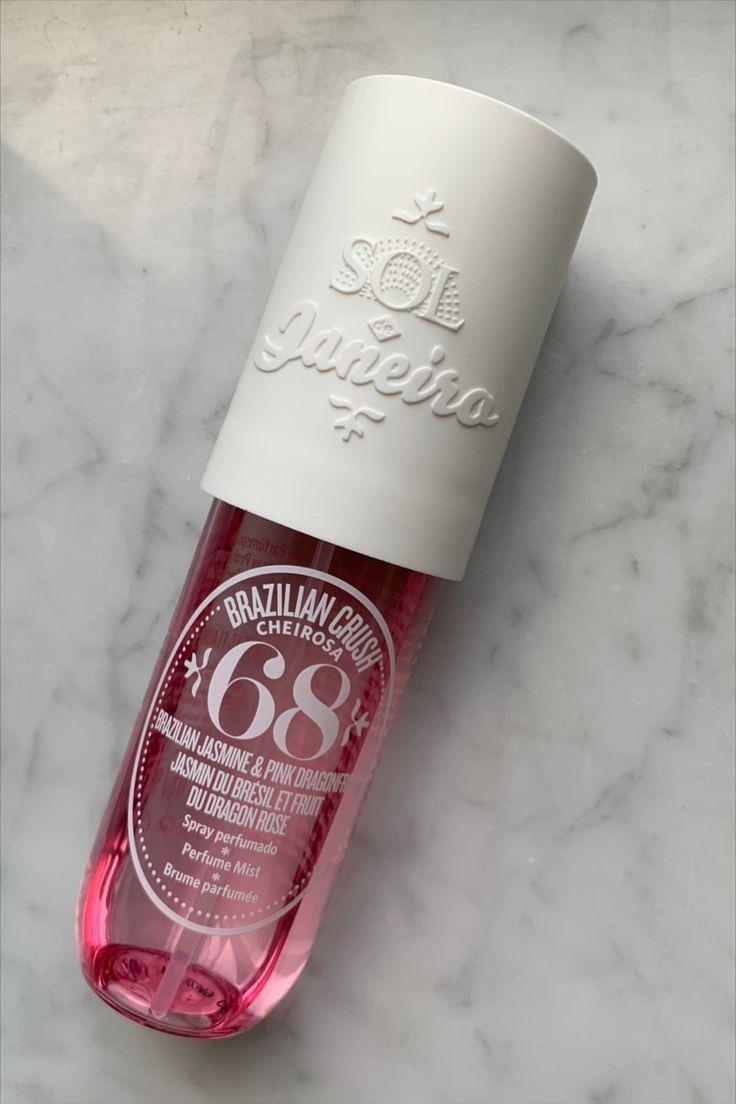 SOL
de
Janeiro
BRAZILIAN CRUSH
CHEIROSA
68
BRAZILIAN JASMINE & PINK DRAGONFR
JASMIN DU BRÉSIL ET FRUIT
DU DRAGON ROSE
Spray perfumado
*
Perfume Mist
*
Brume parfumée